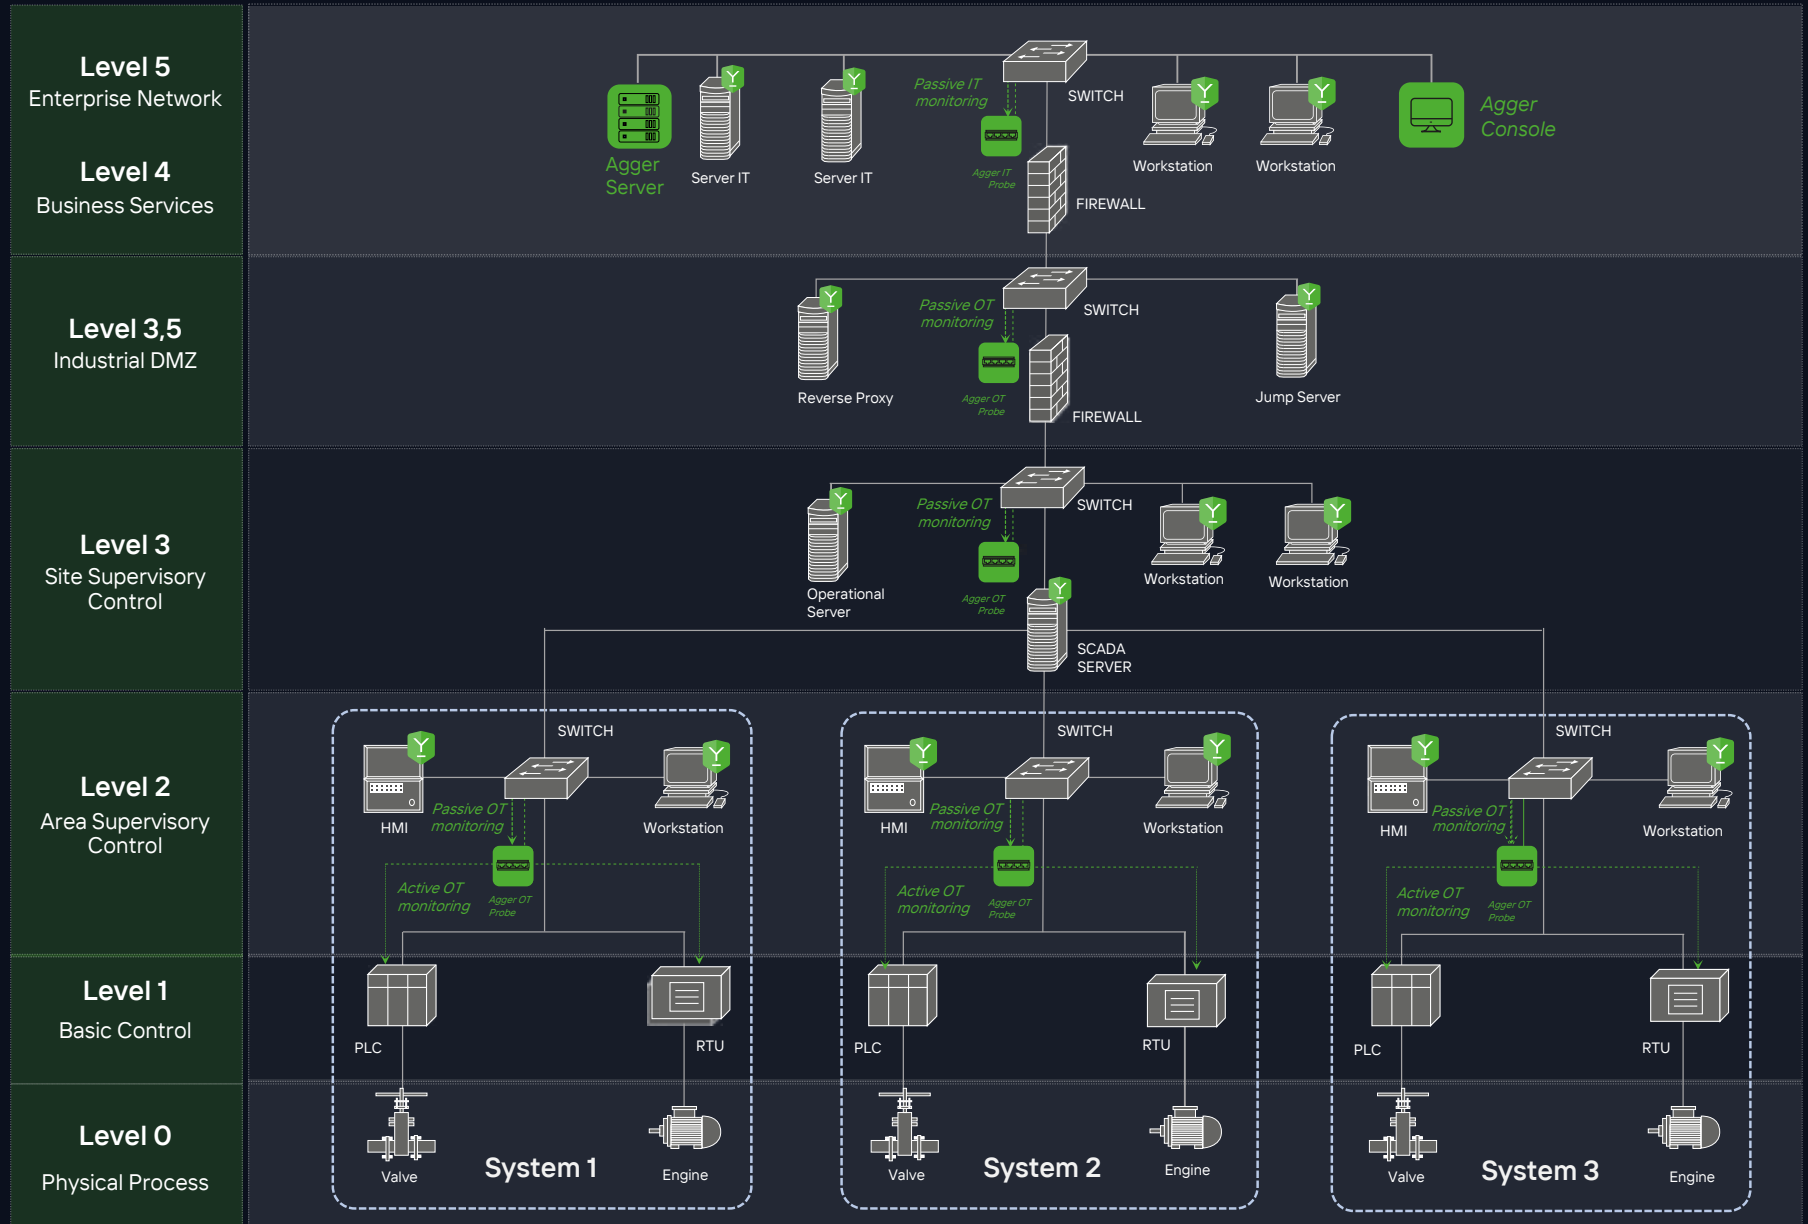 Level 5
Enterprise Network
Level 4
Business Services
Agger
Server
Server IT
Server IT
Passive IT
monitoring
Agger IT
Probe
SWITCH
FIREWALL
Workstation
Workstation
Agger
Console
Level 3,5
Industrial DMZ
Reverse Proxy
Passive OT
monitoring
Agger OT
Probe
SWITCH
FIREWALL
Jump Server
Level 3
Site Supervisory
Control
Operational
Server
Passive OT
monitoring
Agger OT
Probe
SWITCH
SCADA
SERVER
Workstation
Workstation
Level 2
Area Supervisory
Control
SWITCH
HMI
Passive OT
monitoring
Workstation
Active OT
monitoring
Agger OT
Probe
SWITCH
HMI
Passive OT
monitoring
Workstation
Active OT
monitoring
Agger OT
Probe
SWITCH
HMI
Passive OT
monitoring
Workstation
Active OT
monitoring
Agger OT
Probe
Level 1
Basic Control
PLC
RTU
PLC
RTU
PLC
RTU
Level 0
Physical Process
Valve
System 1
Engine
Valve
System 2
Engine
Valve
System 3
Engine